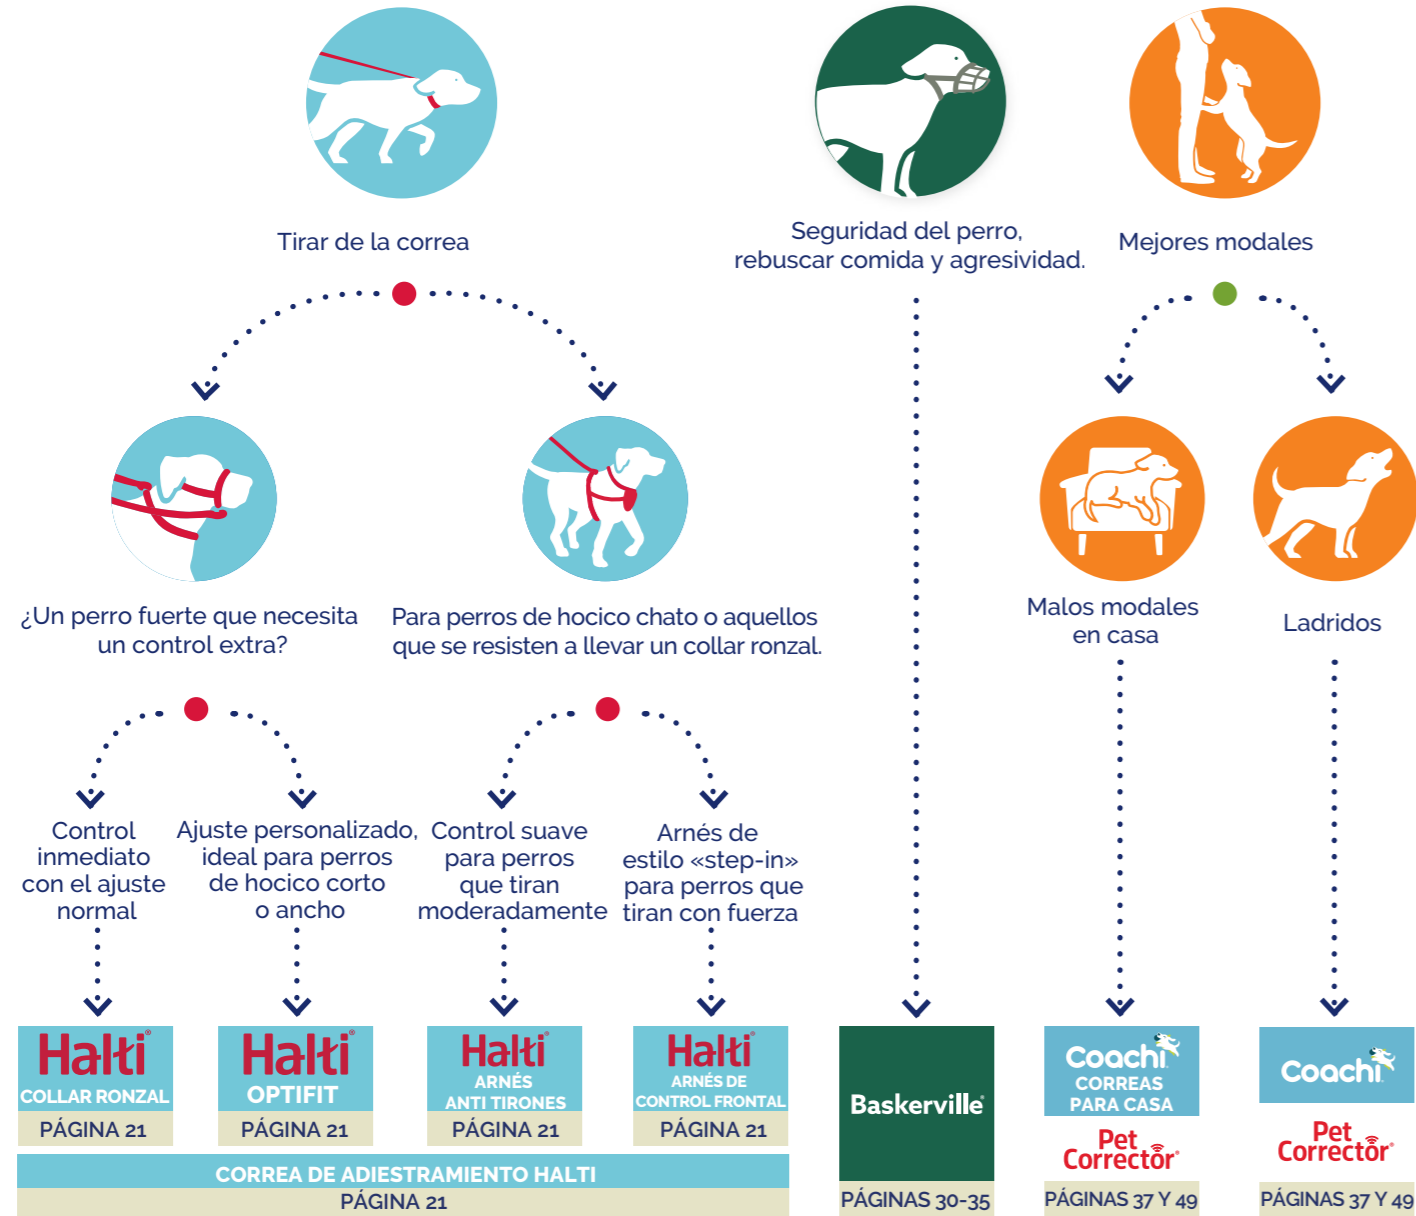 Tirar de la correa
Seguridad del perro,
rebuscar comida y agresividad.
Mejores modales
¿Un perro fuerte que necesita
un control extra?
Para perros de hocico chato o aquellos
que se resisten a llevar un collar ronzal.
Malos modales
en casa
Ladridos
Control
inmediato
con el ajuste
normal
Ajuste personalizado,
ideal para perros
de hocico corto
o ancho
Control suave
para perros
que tiran
moderadamente
Arnés de
estilo «step-in»
para perros que
tiran con fuerza
Halti®
COLLAR RONZAL
PÁGINA 21
Halti®
OPTIFIT
PÁGINA 21
Halti®
ARNÉS
ANTI TIRONES
PÁGINA 21
Halti®
ARNÉS DE
CONTROL FRONTAL
PÁGINA 21
CORREA DE ADIESTRAMIENTO HALTI
PÁGINA 21
Baskerville®
PÁGINAS 30-35
Coachi
CORREAS
PARA CASA
Pet
Corrector®
PÁGINAS 37 Y 49
Coachi
Pet
Corrector®
PÁGINAS 37 Y 49